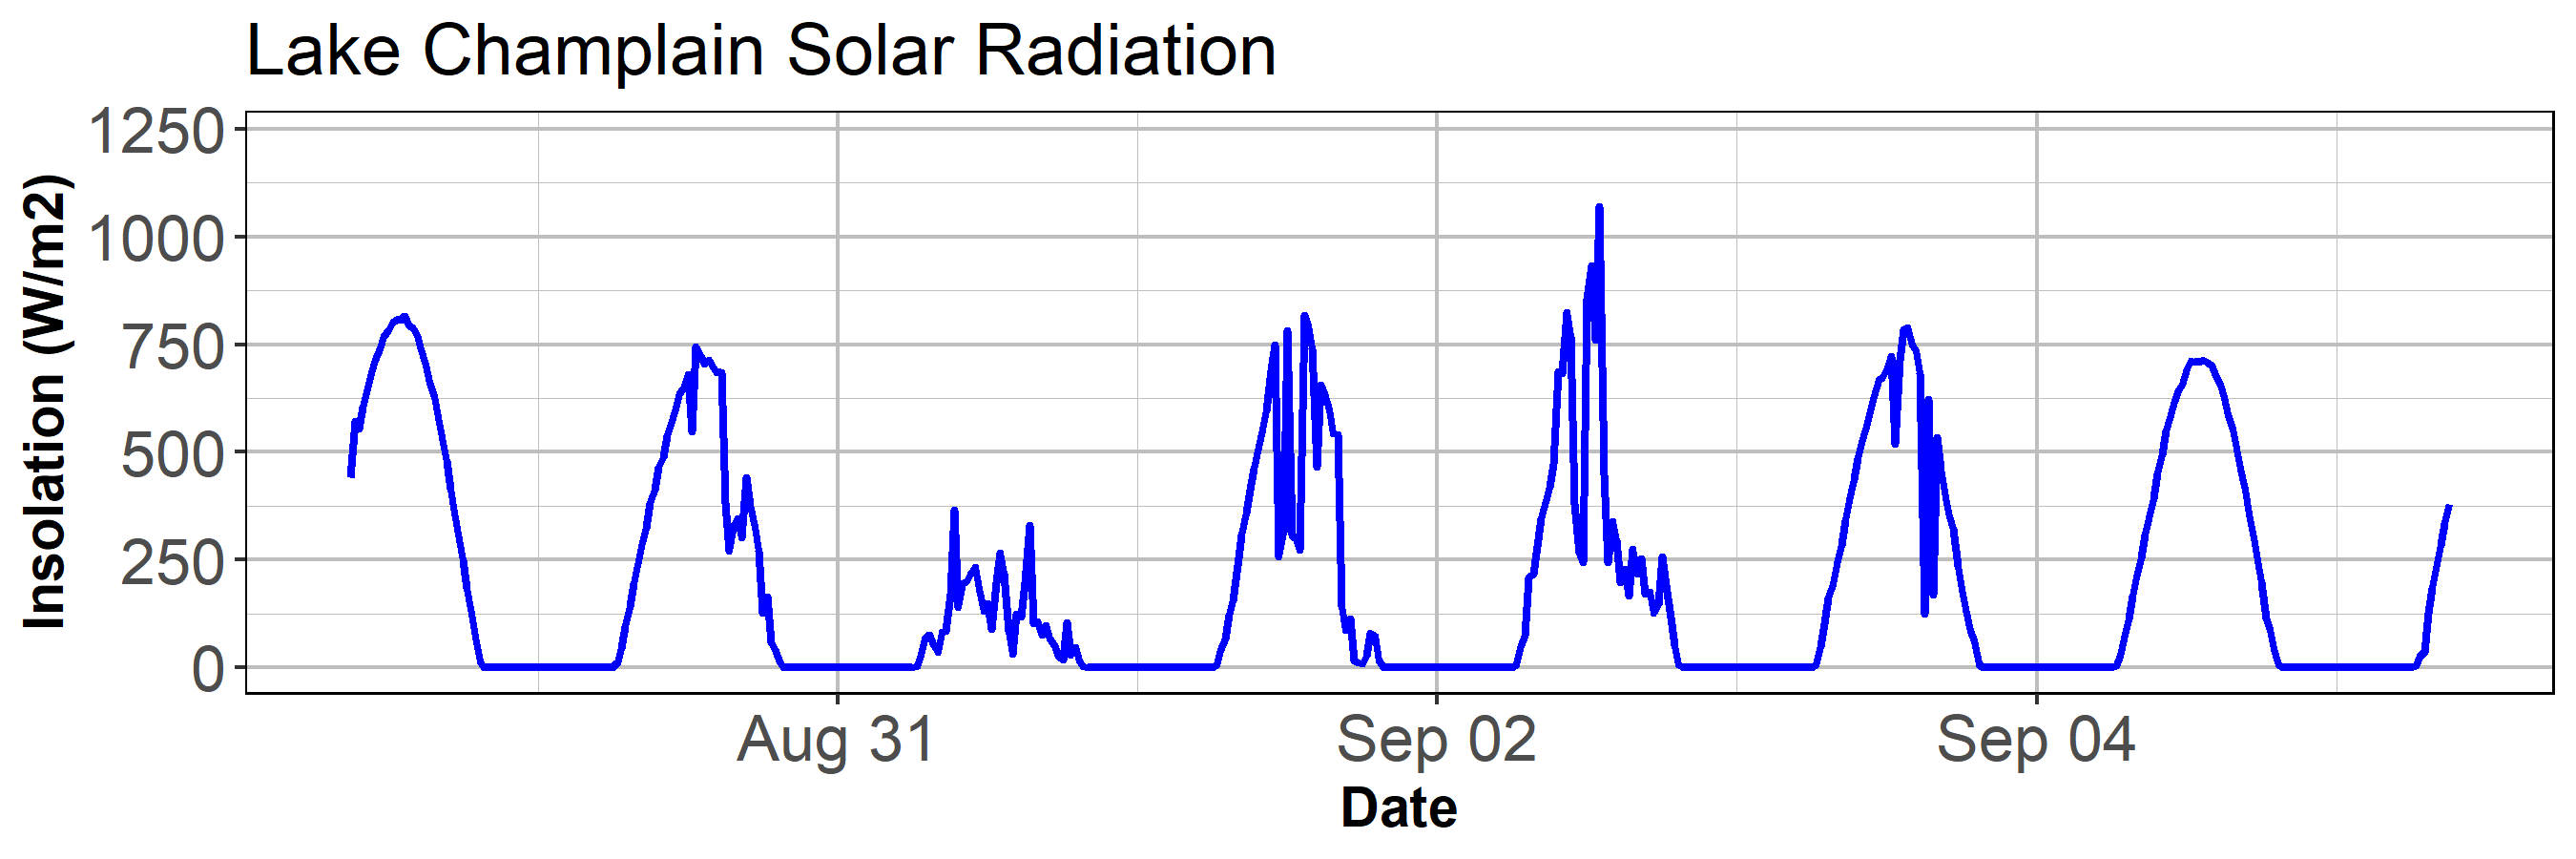 Lake Champlain Solar Radiation
1250
1000
750
500
250
0
Insolation (W/m2)
Aug 31
Sep 02
Sep 04
Date